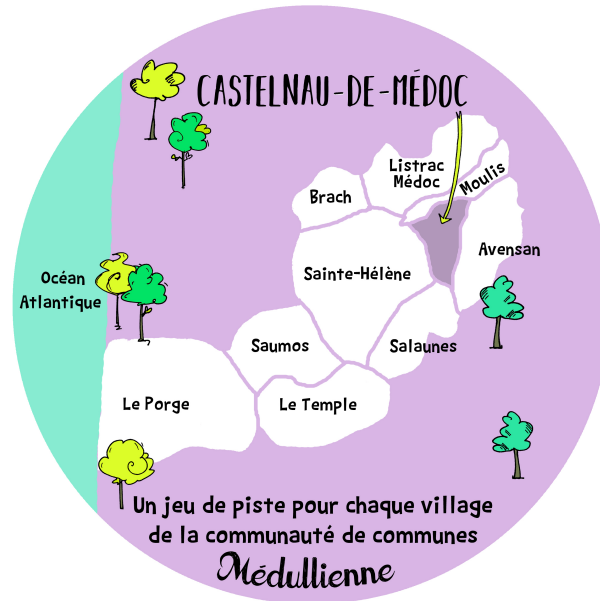 CASTELNAU-DE-MÉDOC
Listrac
Médoc
Moulis
Brach
Avensan
Sainte-Hélène
Océan
Atlantique
Saumos
Salaunes
Le Porge
Le Temple
Un jeu de piste pour chaque village
de la communauté de communes
Médullienne